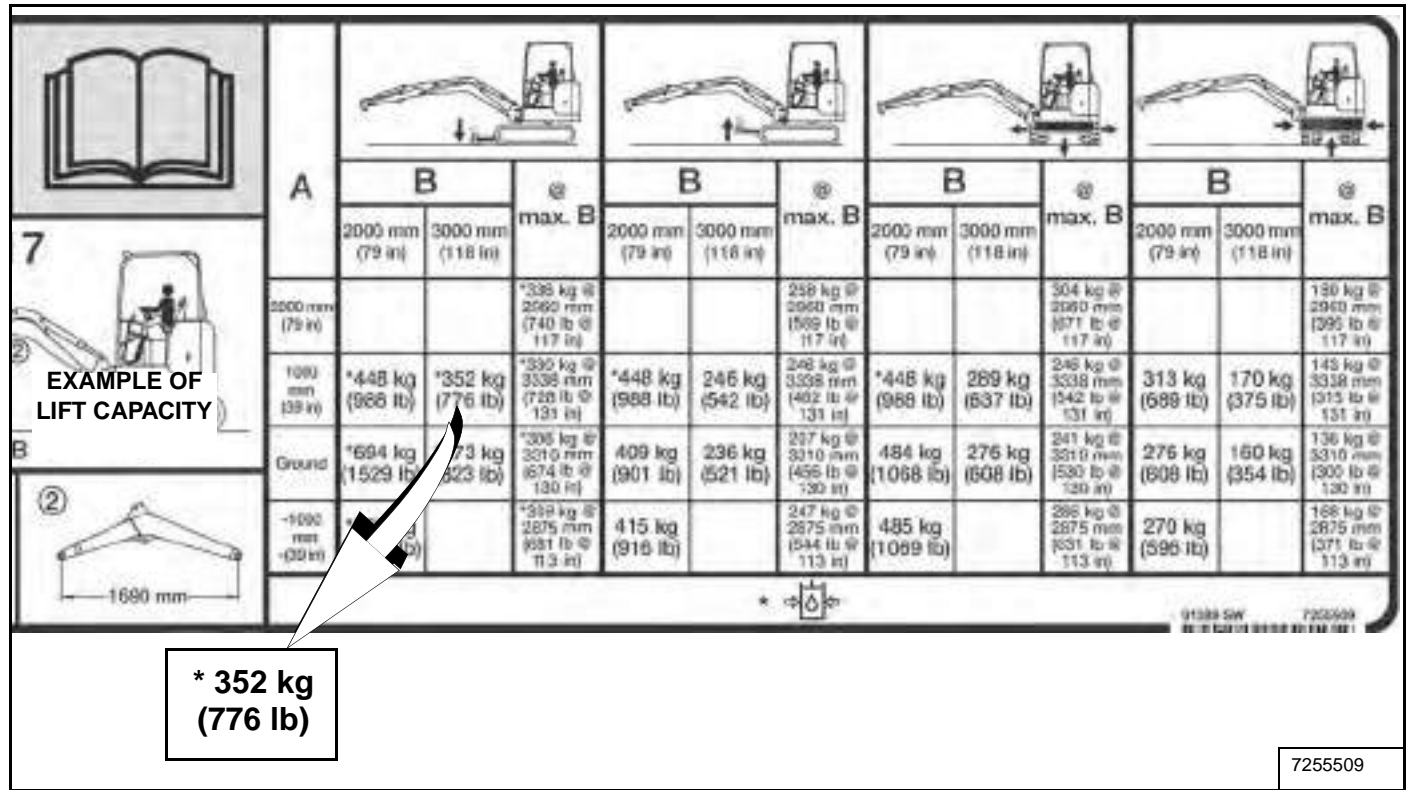 A
B
@
max. B
2000 mm
(79 in)
3000 mm
(118 in)
B
@
max. B
2000 mm
(79 in)
3000 mm
(118 in)
B
@
max. B
2000 mm
(79 in)
3000 mm
(118 in)
B
@
max. B
2000 mm
(79 in)
3000 mm
(118 in)
7
②
EXAMPLE OF
LIFT CAPACITY
B
(79 in)
2960 mm
(740 lb @
117 in)
258 kg @
2960 mm
(569 lb @
117 in)
304 kg @
2960 mm
(671 lb @
117 in)
2960 mm
(395 lb @
117 in)
mm
(39 in)
*448 kg
(988 lb)
*352 kg
(776 lb)
*330 kg @
3338 mm
(728 lb @
131 in)
*448 kg
(988 lb)
246 kg
(542 lb)
3338 mm
131 in)
*448 kg
(988 lb)
289 kg
(637 lb)
246 kg @
3338 mm
(542 lb @
131 in)
313 kg
(689 lb)
170 kg
(375 lb)
143 kg @
3338 mm
(315 lb @
131 in)
Ground
*694 kg
(1529 lb)
73 kg
823 lb)
3310 mm
(674 lb @
130 in)
409 kg
(901 lb)
236 kg
(521 lb)
207 kg @
3310 mm
(456 lb @
130 in)
484 kg
(1068 lb)
276 kg
(608 lb)
241 kg @
3310 mm
(530 lb @
130 in)
276 kg
(608 lb)
160 kg
(354 lb)
136 kg @
3310 mm
(300 lb @
130 in)
mm
-(39 in)
2875 mm
113 in)
415 kg
(916 lb)
247 kg @
2875 mm
(544 lb @
113 in)
485 kg
(1069 lb)
286 kg @
2875 mm
(631 lb @
113 in)
270 kg
(596 lb)
168 kg @
2875 mm
(371 lb @
113 in)
②
1690 mm
*
7255509
* 352 kg
(776 lb)
7255509